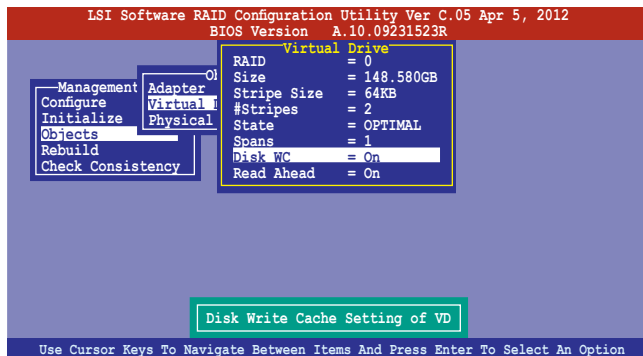 LSI Software RAID Configuration Utility Ver C.05 Apr 5, 2012
BIOS Version A.10.09231523R
Management
Configure
Initialize
Objects
Rebuild
Check Consistency
Adapter
Virtual
Physical
Virtual Drive
RAID = 0
Size = 148.580GB
Stripe Size = 64KB
#Stripes = 2
State = OPTIMAL
Spans = 1
Disk WC = On
Read Ahead = On
Disk Write Cache Setting of VD
Use Cursor Keys To Navigate Between Items And Press Enter To Select An Option